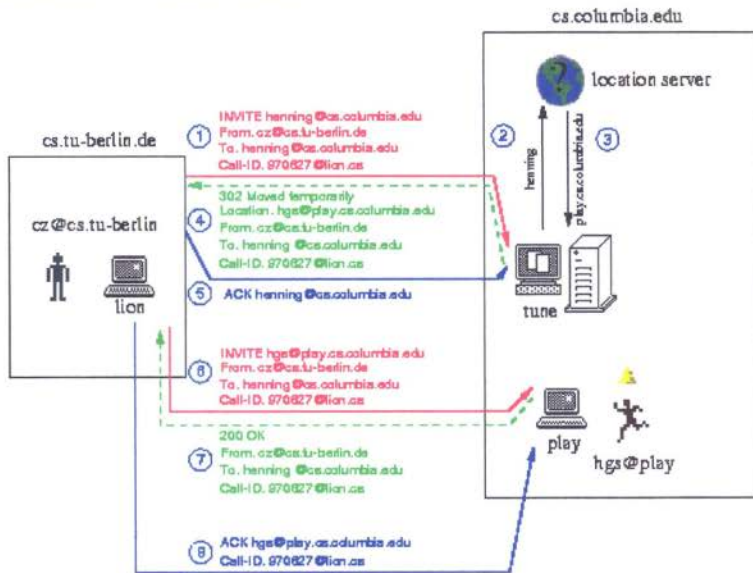 cs.columbia.edu
location server
cs.tu-berlin.de
1
INVITE henning@cs.columbia.edu
From. cz@cs.tu-berlin.de
To. henning@cs.columbia.edu
Call-ID. 970627@lion.cs
2
henning
play.cs.columbia.edu
3
cz@cs.tu-berlin
lion
4
302 Moved temporarily
Location. hgs@play.cs.columbia.edu
From. cz@cs.tu-berlin.de
To. henning @cs.columbia.edu
Call-ID. 970627@lion.cs
5
ACK henning@cs.columbia.edu
tune
6
INVITE hgs@play.cs.columbia.edu
From. cz@cs.tu-berlin.de
To. henning@cs.columbia.edu
Call-ID. 970627@lion.cs
play
hgs@play
7
200 OK
From. cz@cs.tu-berlin.de
To. henning @cs.columbia.edu
Call-ID. 970627@lion.cs
8
ACK hgs@play.cs.columbia.edu
Call-ID. 970627@lion.cs